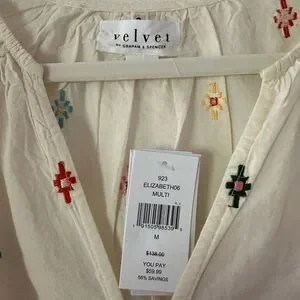 velvet
BY GRAHAM & SPENCER
923
ELIZABETH06
MULTI
M
$138.00
YOU PAY
$59.99
56% SAVINGS